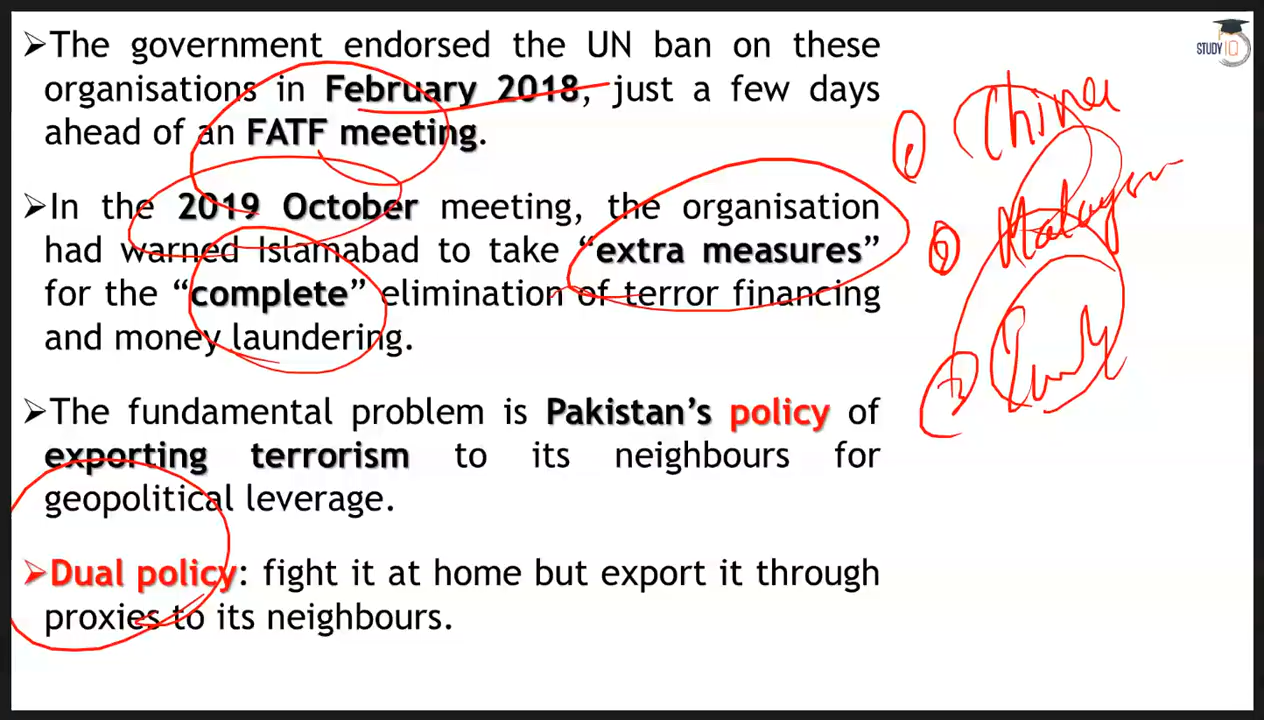 ➢The government endorsed the UN ban on these
organisations in February 2018, just a few days
ahead of an FATF meeting.
➢In the 2019 October meeting, the organisation
had warned Islamabad to take “extra measures”
for the “complete” elimination of terror financing
and money laundering.
➢The fundamental problem is Pakistan’s policy of
exporting terrorism to its neighbours for
geopolitical leverage.
➢Dual policy: fight it at home but export it through
proxies to its neighbours.
STUDY IQ
China